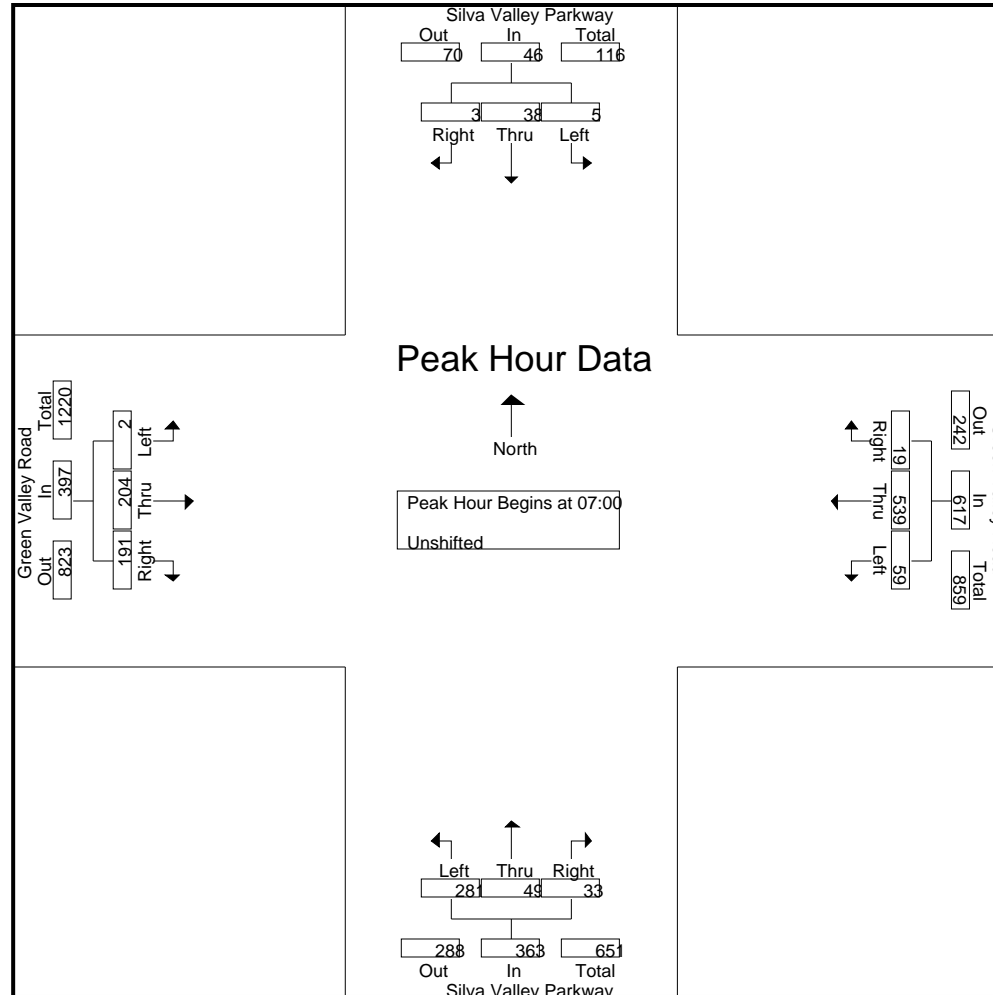 Silva Valley Parkway
Out In Total
70 46 116
3 38 5
Right Thru Left
Peak Hour Data
North
Peak Hour Begins at 07:00
Unshifted
Green Valley Road
Total In Out
1220 397 823
2 204 191
Left Thru Right
Right Thru Left
19 539 59
242 617 859
Out In Total
Left Thru Right
281 49 33
288 363 651
Out In Total
Silva Valley Parkway